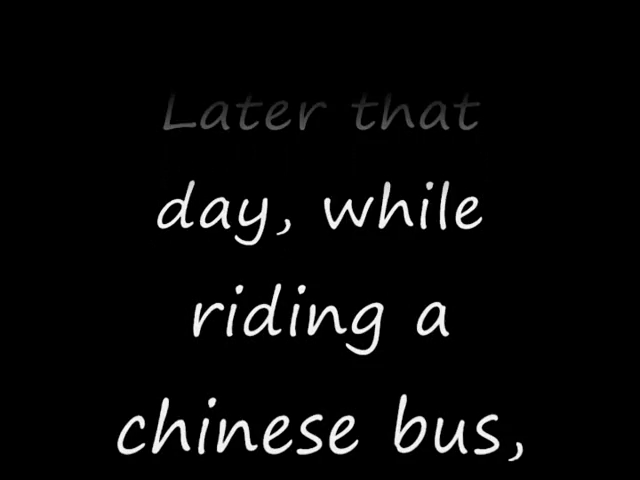 Later that
day, while
riding a
chinese bus,